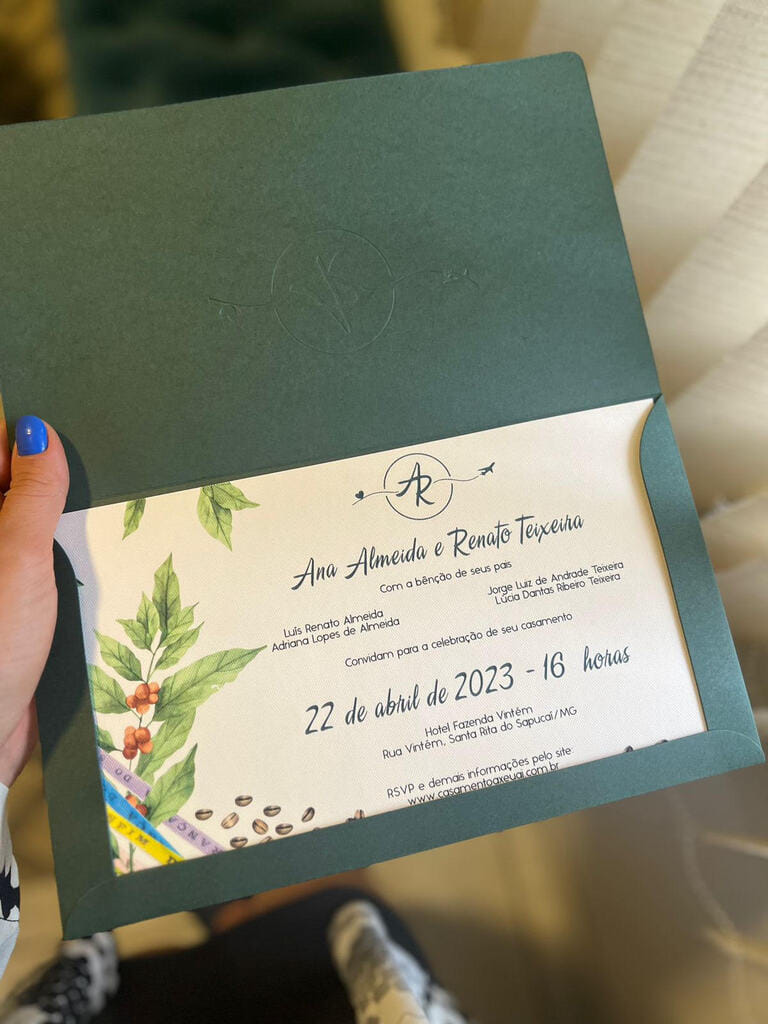 AR
Ana Almeida e Renato Teixeira
Com a bênção de seus pais
Luís Renato Almeida
Adriana Lopes de Almeida
Jorge Luiz de Andrade Teixeira
Lúcia Dantas Ribeiro Teixeira
Convidam para a celebração de seu casamento
22 de abril de 2023 - 16 horas
Hotel Fazenda Vintém
Rua Vintém, Santa Rita do Sapucaí/MG
RSVP e demais informações pelo site:
www.casamentoaxeuai.com.br
DO